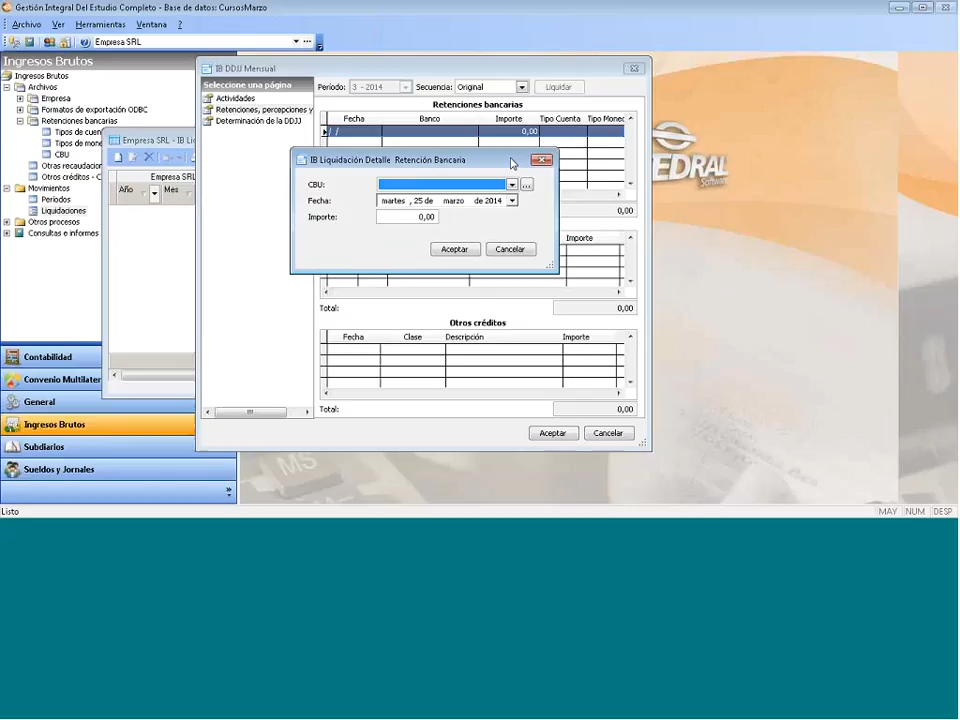 Gestión Integral Del Estudio Completo - Base de datos: CursosMarzo
Archivo Ver Herramientas Ventana ?
Empresa SRL
Ingresos Brutos
Ingresos Brutos
Archivos
Empresa
Formatos de exportación ODBC
Retenciones bancarias
Tipos de cuen
Tipos de mone
CBU
Otras recaudacio
Otros créditos - C
Movimientos
Períodos
Liquidaciones
Otros procesos
Consultas e informes
Contabilidad
Convenio Multilater
General
Ingresos Brutos
Subdiarios
Sueldos y Jornales
Empresa SRL - IB Li
Empresa SRL
Año Mes
IB DDJJ Mensual
Seleccione una página
Actividades
Retenciones, percepciones y
Determinación de la DDJJ
Período: 3 - 2014 Secuencia: Original Liquidar
Retenciones bancarias
Fecha Banco Importe Tipo Cuenta Tipo Moned
/ / 0,00
0,00
Importe
Total: 0,00
Otros créditos
Fecha Clase Descripción Importe
Total: 0,00
Aceptar Cancelar
IB Liquidación Detalle Retención Bancaria
CBU:
Fecha: martes , 25 de marzo de 2014
Importe: 0,00
Aceptar Cancelar
EDRAL
Software
MS
Listo
MAY NUM DESP